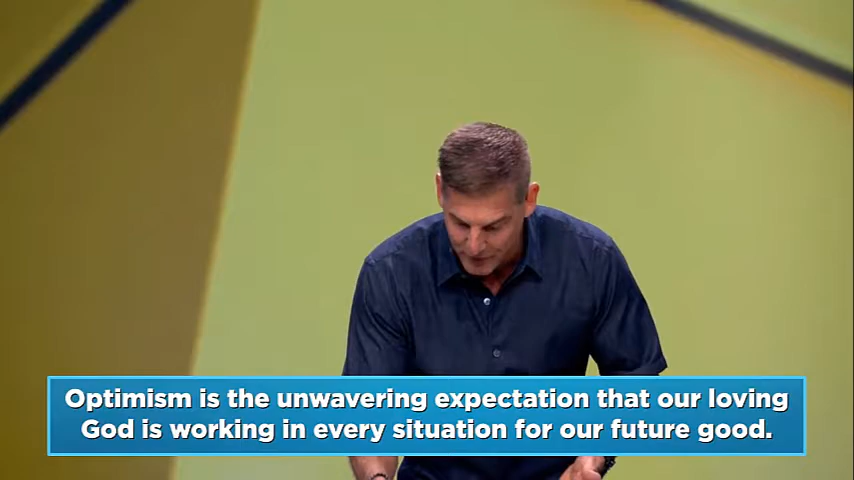 Optimism is the unwavering expectation that our loving
God is working in every situation for our future good.